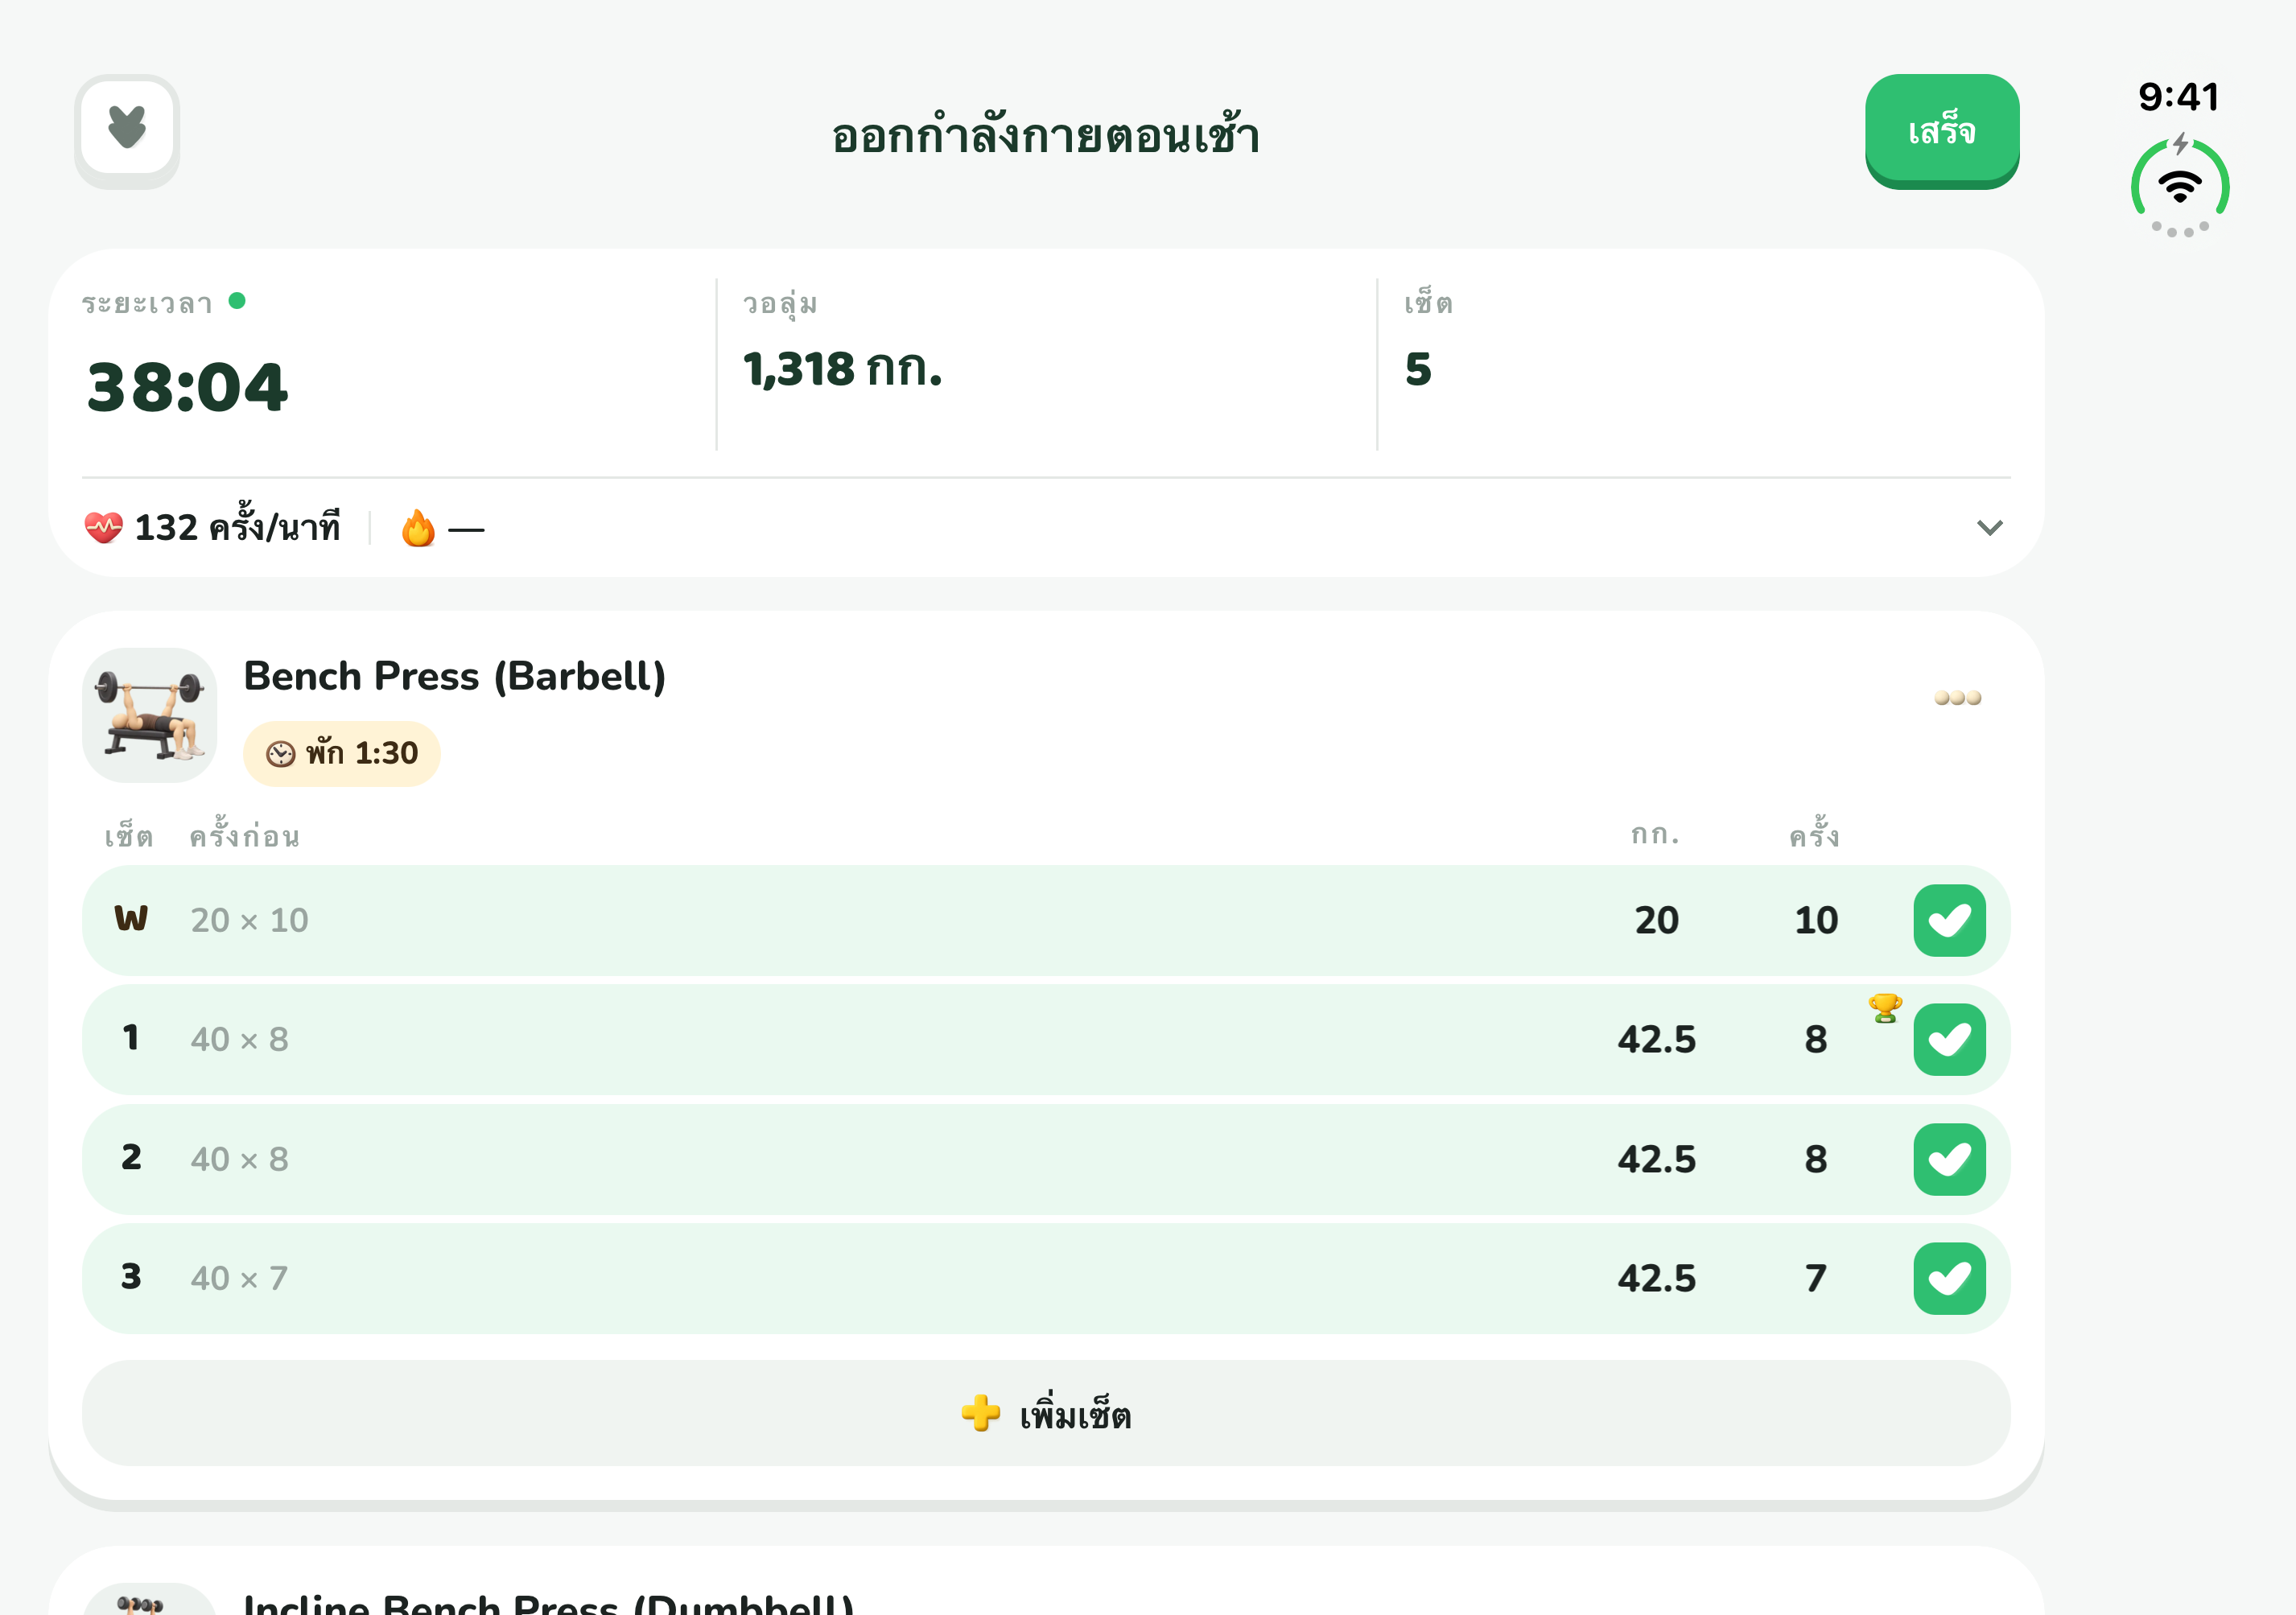 ออกกำลังกายตอนเช้า
เสร็จ
9:41
ระยะเวลา
วอลุ่ม
เซ็ต
38:04
1,318 กก.
5
132 ครั้ง/นาที
—
Bench Press (Barbell)
พัก 1:30
เซ็ต ครั้งก่อน กก. ครั้ง
W 20 × 10 20 10
1 40 × 8 42.5 8
2 40 × 8 42.5 8
3 40 × 7 42.5 7
เพิ่มเซ็ต
Incline Bench Press (Dumbbell)